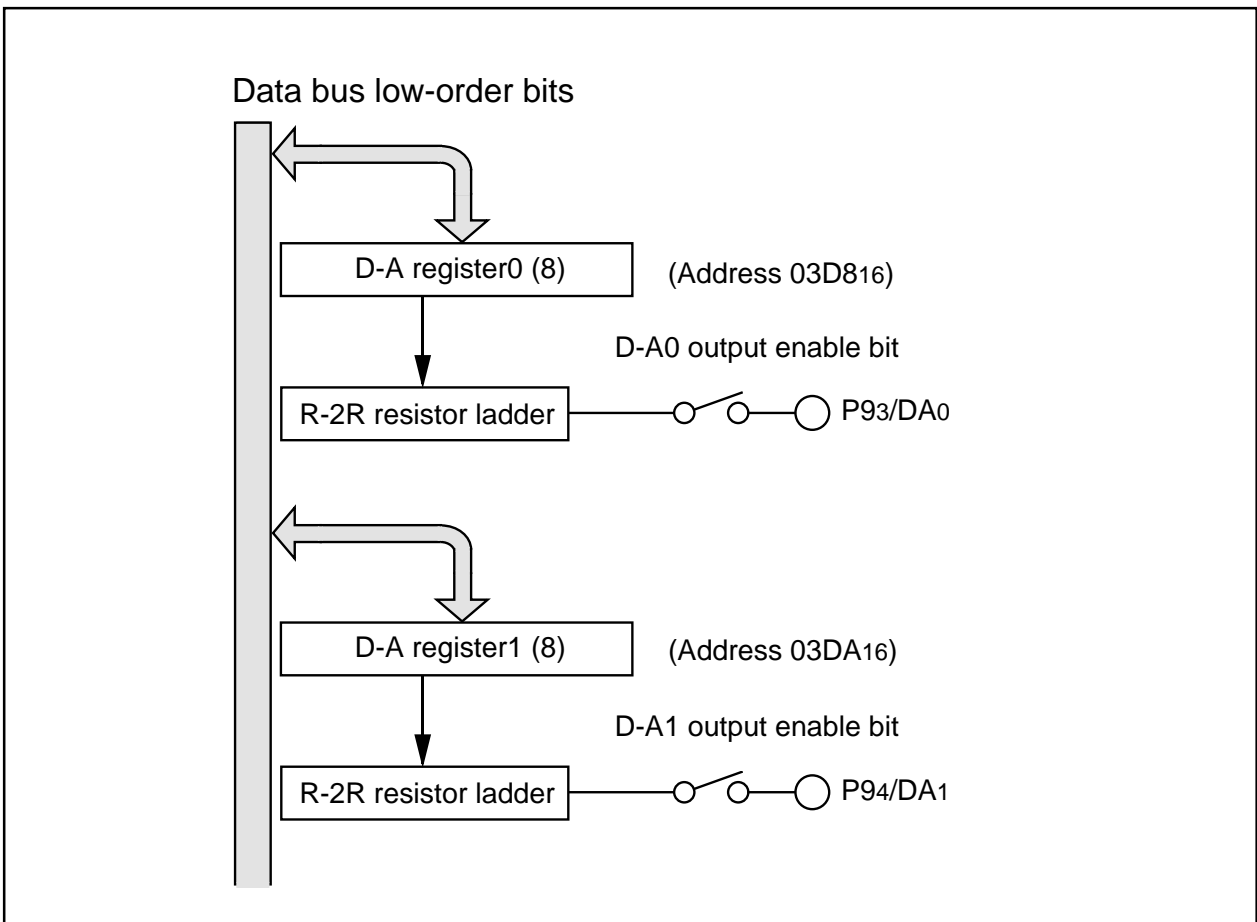 Data bus low-order bits
D-A register0 (8) (Address 03D816)
D-A0 output enable bit
R-2R resistor ladder P93/DA0
D-A register1 (8) (Address 03DA16)
D-A1 output enable bit
R-2R resistor ladder P94/DA1